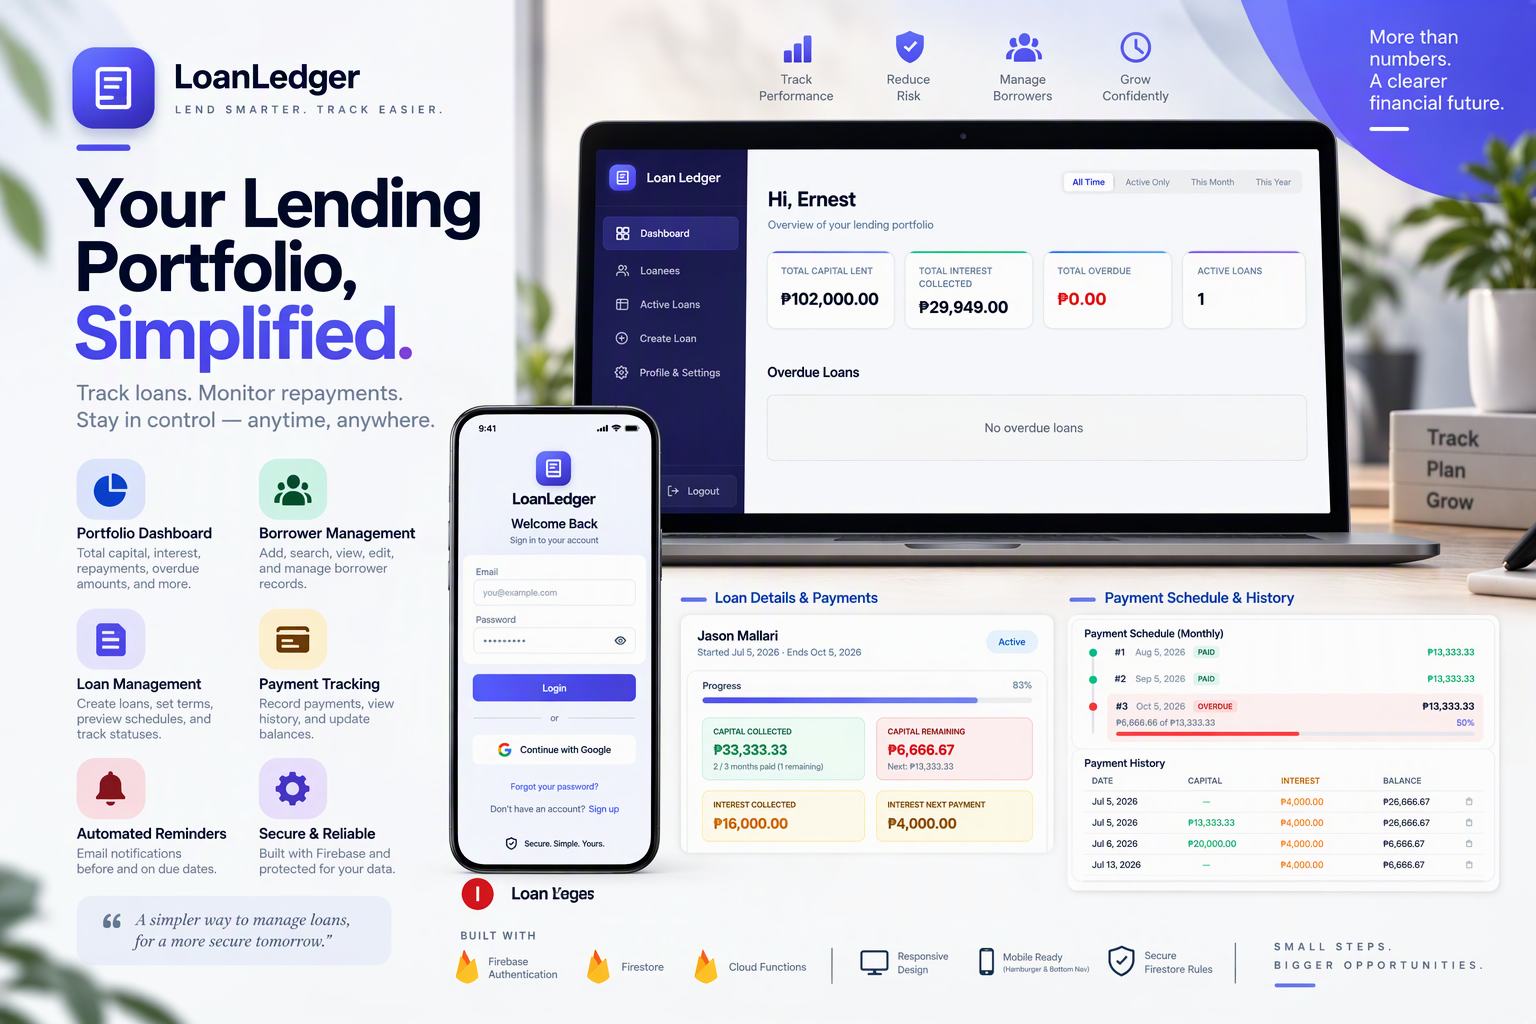 LoanLedger
LEND SMARTER. TRACK EASIER.
Your Lending
Portfolio,
Simplified.
Track loans. Monitor repayments.
Stay in control — anytime, anywhere.
Portfolio Dashboard
Total capital, interest,
repayments, overdue
amounts, and more.
Borrower Management
Add, search, view, edit,
and manage borrower
records.
Loan Management
Create loans, set terms,
preview schedules, and
track statuses.
Payment Tracking
Record payments, view
history, and update
balances.
Automated Reminders
Email notifications
before and on due dates.
Secure & Reliable
Built with Firebase and
protected for your data.
“ A simpler way to manage loans,
for a more secure tomorrow.”
Track
Performance
Reduce
Risk
Manage
Borrowers
Grow
Confidently
More than
numbers.
A clearer
financial future.
Loan Ledger
Dashboard
Loanees
Active Loans
Create Loan
Profile & Settings
Logout
Hi, Ernest
Overview of your lending portfolio
All Time Active Only This Month This Year
TOTAL CAPITAL LENT
₱102,000.00
TOTAL INTEREST
COLLECTED
₱29,949.00
TOTAL OVERDUE
₱0.00
ACTIVE LOANS
1
Overdue Loans
No overdue loans
Track
Plan
Grow
9:41
LoanLedger
Welcome Back
Sign in to your account
Email
you@example.com
Password
•••••••••
Login
or
Continue with Google
Forgot your password?
Don't have an account? Sign up
Secure. Simple. Yours.
Loan Details & Payments
Jason Mallari
Started Jul 5, 2026 · Ends Oct 5, 2026
Active
Progress 83%
CAPITAL COLLECTED
₱33,333.33
2 / 3 months paid (1 remaining)
CAPITAL REMAINING
₱6,666.67
Next: ₱13,333.33
INTEREST COLLECTED
₱16,000.00
INTEREST NEXT PAYMENT
₱4,000.00
Payment Schedule & History
Payment Schedule (Monthly)
#1 Aug 5, 2026 PAID ₱13,333.33
#2 Sep 5, 2026 PAID ₱13,333.33
#3 Oct 5, 2026 OVERDUE ₱13,333.33
₱6,666.66 of ₱13,333.33 50%
Payment History
DATE CAPITAL INTEREST BALANCE
Jul 5, 2026 — ₱4,000.00 ₱26,666.67
Jul 5, 2026 ₱13,333.33 ₱4,000.00 ₱26,666.67
Jul 6, 2026 ₱20,000.00 ₱4,000.00 ₱6,666.67
Jul 13, 2026 — ₱4,000.00 ₱6,666.67
Loan
BUILT WITH
Firebase
Authentication
Firestore
Cloud Functions
Responsive
Design
Mobile Ready
(Hamburger & Bottom Nav)
Secure
Firestore Rules
SMALL STEPS.
BIGGER OPPORTUNITIES.